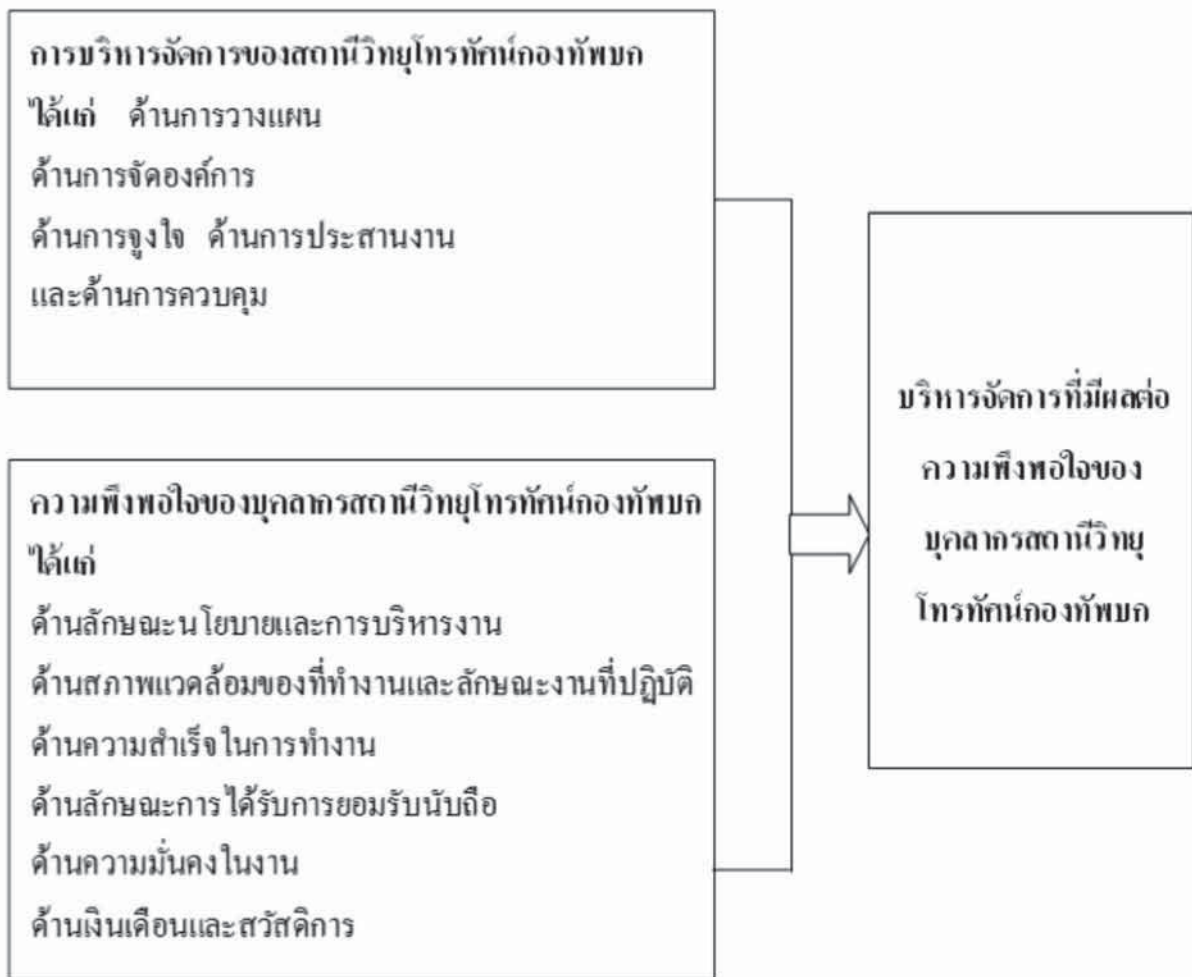 การบริหารจัดการของสถานีวิทยุโทรทัศน์กองทัพบก
ได้แก่ ด้านการวางแผน
ด้านการจัดองค์การ
ด้านการจูงใจ ด้านการประสานงาน
และด้านการควบคุม
ความพึงพอใจของบุคลากรสถานีวิทยุโทรทัศน์กองทัพบก
ได้แก่
ด้านลักษณะนโยบายและการบริหารงาน
ด้านสภาพแวดล้อมของที่ทำงานและลักษณะงานที่ปฏิบัติ
ด้านความสำเร็จในการทำงาน
ด้านลักษณะการได้รับการยอมรับนับถือ
ด้านความมั่นคงในงาน
ด้านเงินเดือนและสวัสดิการ
บริหารจัดการที่มีผลต่อ
ความพึงพอใจของ
บุคลากรสถานีวิทยุ
โทรทัศน์กองทัพบก